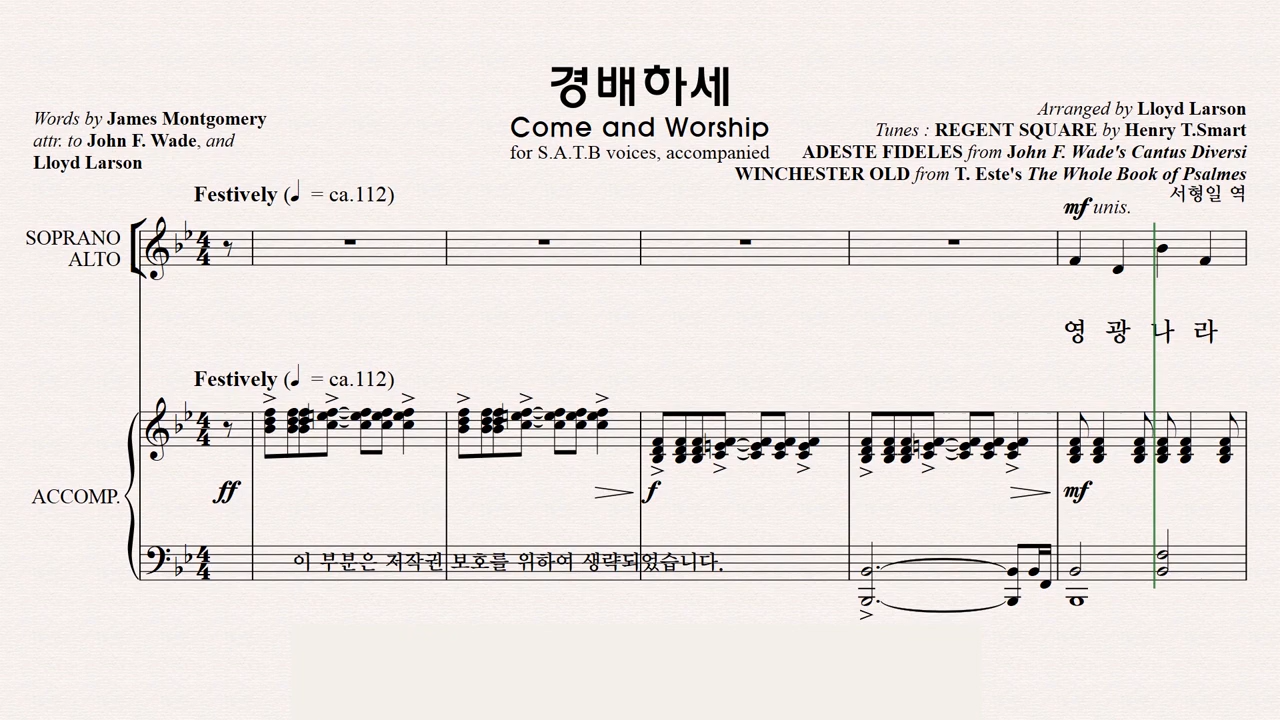 경배하세
Come and Worship
for S.A.T.B voices, accompanied
Words by James Montgomery
attr. to John F. Wade, and
Lloyd Larson
Arranged by Lloyd Larson
Tunes : REGENT SQUARE by Henry T.Smart
ADESTE FIDELES from John F. Wade's Cantus Diversi
WINCHESTER OLD from T. Este's The Whole Book of Psalmes
서형일 역
Festively (♩ = ca.112)
mf unis.
SOPRANO
ALTO
영 광 나 라
Festively (♩ = ca.112)
ACCOMP.
ff f mf
이 부분은 저작권 보호를 위하여 생략되었습니다.